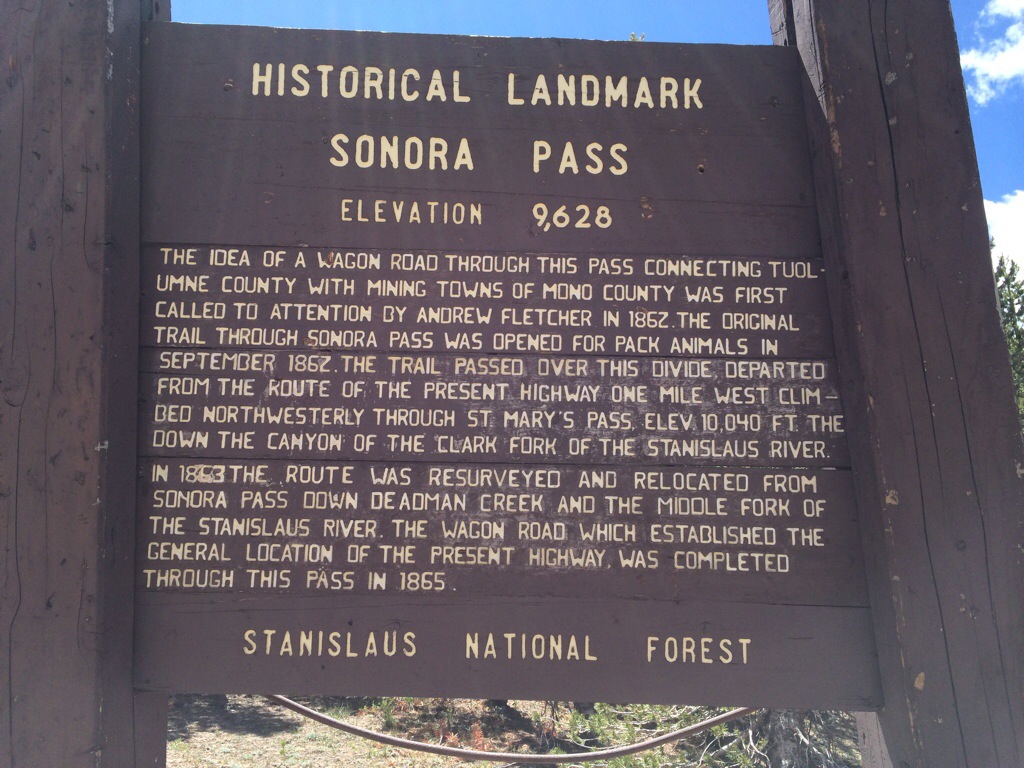 HISTORICAL LANDMARK
SONORA PASS
ELEVATION 9,628
THE IDEA OF A WAGON ROAD THROUGH THIS PASS CONNECTING TUOL-
UMNE COUNTY WITH MINING TOWNS OF MONO COUNTY WAS FIRST
CALLED TO ATTENTION BY ANDREW FLETCHER IN 1862. THE ORIGINAL
TRAIL THROUGH SONORA PASS WAS OPENED FOR PACK ANIMALS IN
SEPTEMBER 1862. THE TRAIL PASSED OVER THIS DIVIDE, DEPARTED
FROM THE ROUTE OF THE PRESENT HIGHWAY ONE MILE WEST CLIM-
BED NORTHWESTERLY THROUGH ST. MARY'S PASS, ELEV. 10,040 FT. THE
DOWN THE CANYON OF THE CLARK FORK OF THE STANISLAUS RIVER.
IN 1863 THE ROUTE WAS RESURVEYED AND RELOCATED FROM
SONORA PASS DOWN DEADMAN CREEK AND THE MIDDLE FORK OF
THE STANISLAUS RIVER. THE WAGON ROAD WHICH ESTABLISHED THE
GENERAL LOCATION OF THE PRESENT HIGHWAY, WAS COMPLETED
THROUGH THIS PASS IN 1865.
STANISLAUS NATIONAL FOREST